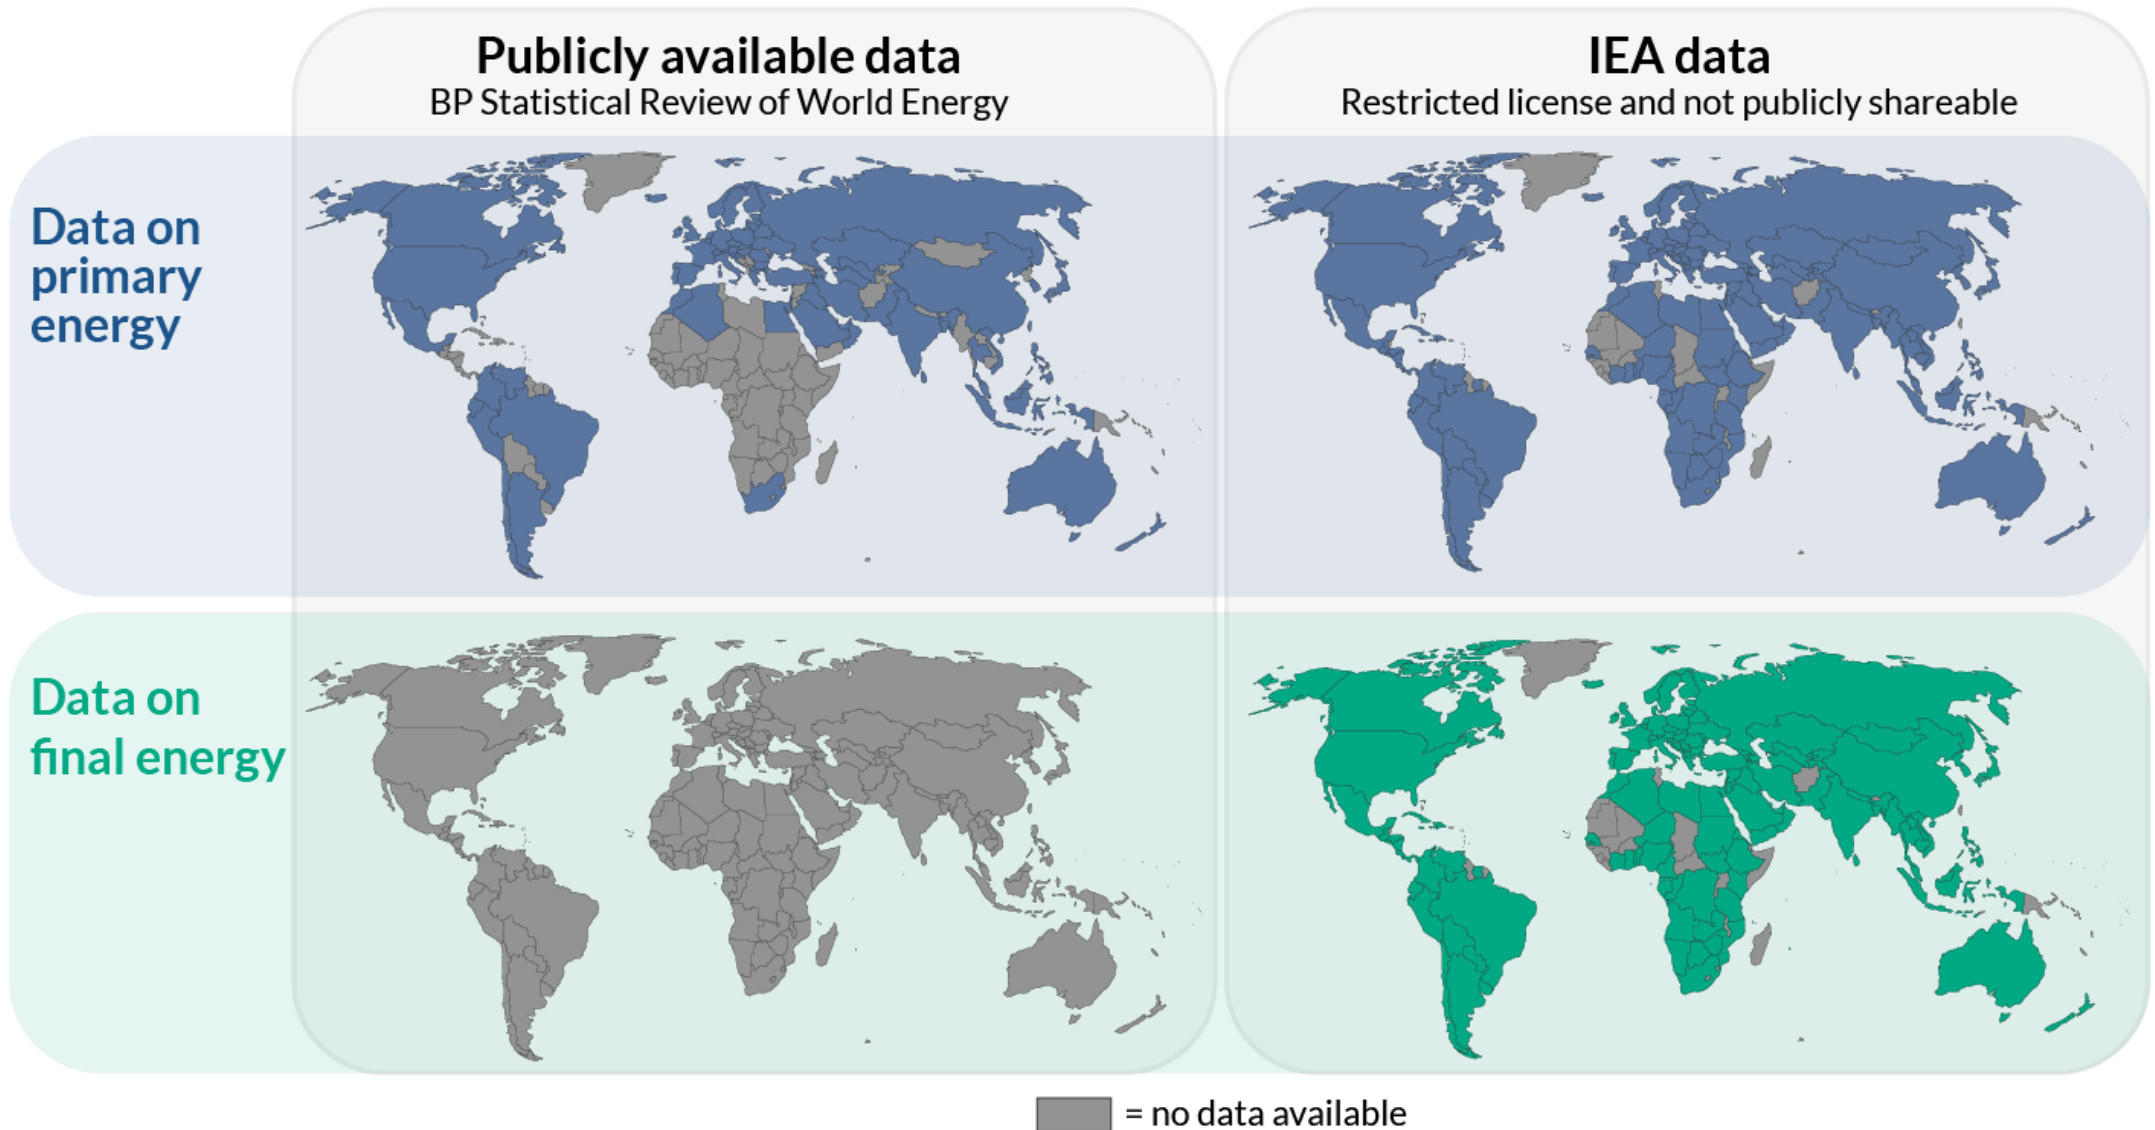 Publicly available data
BP Statistical Review of World Energy
IEA data
Restricted license and not publicly shareable
Data on
primary
energy
Data on
final energy
= no data available